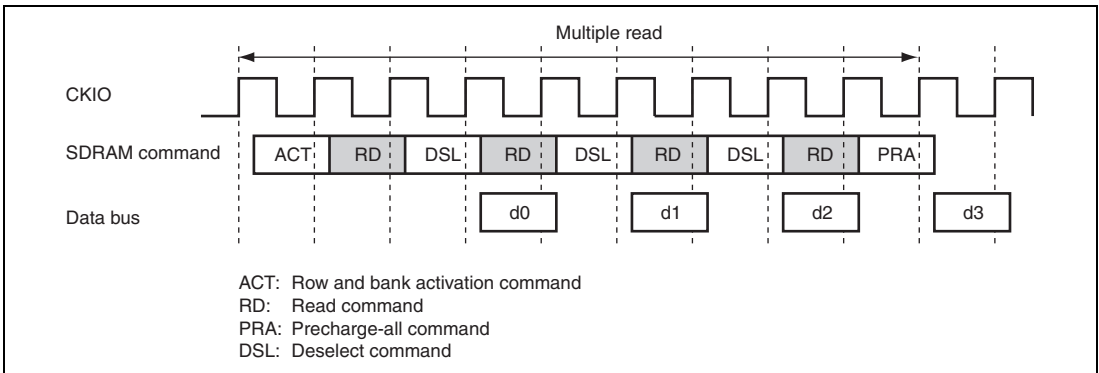 Multiple read
CKIO
SDRAM command ACT RD DSL RD DSL RD DSL RD PRA
Data bus d0 d1 d2 d3
ACT: Row and bank activation command
RD: Read command
PRA: Precharge-all command
DSL: Deselect command